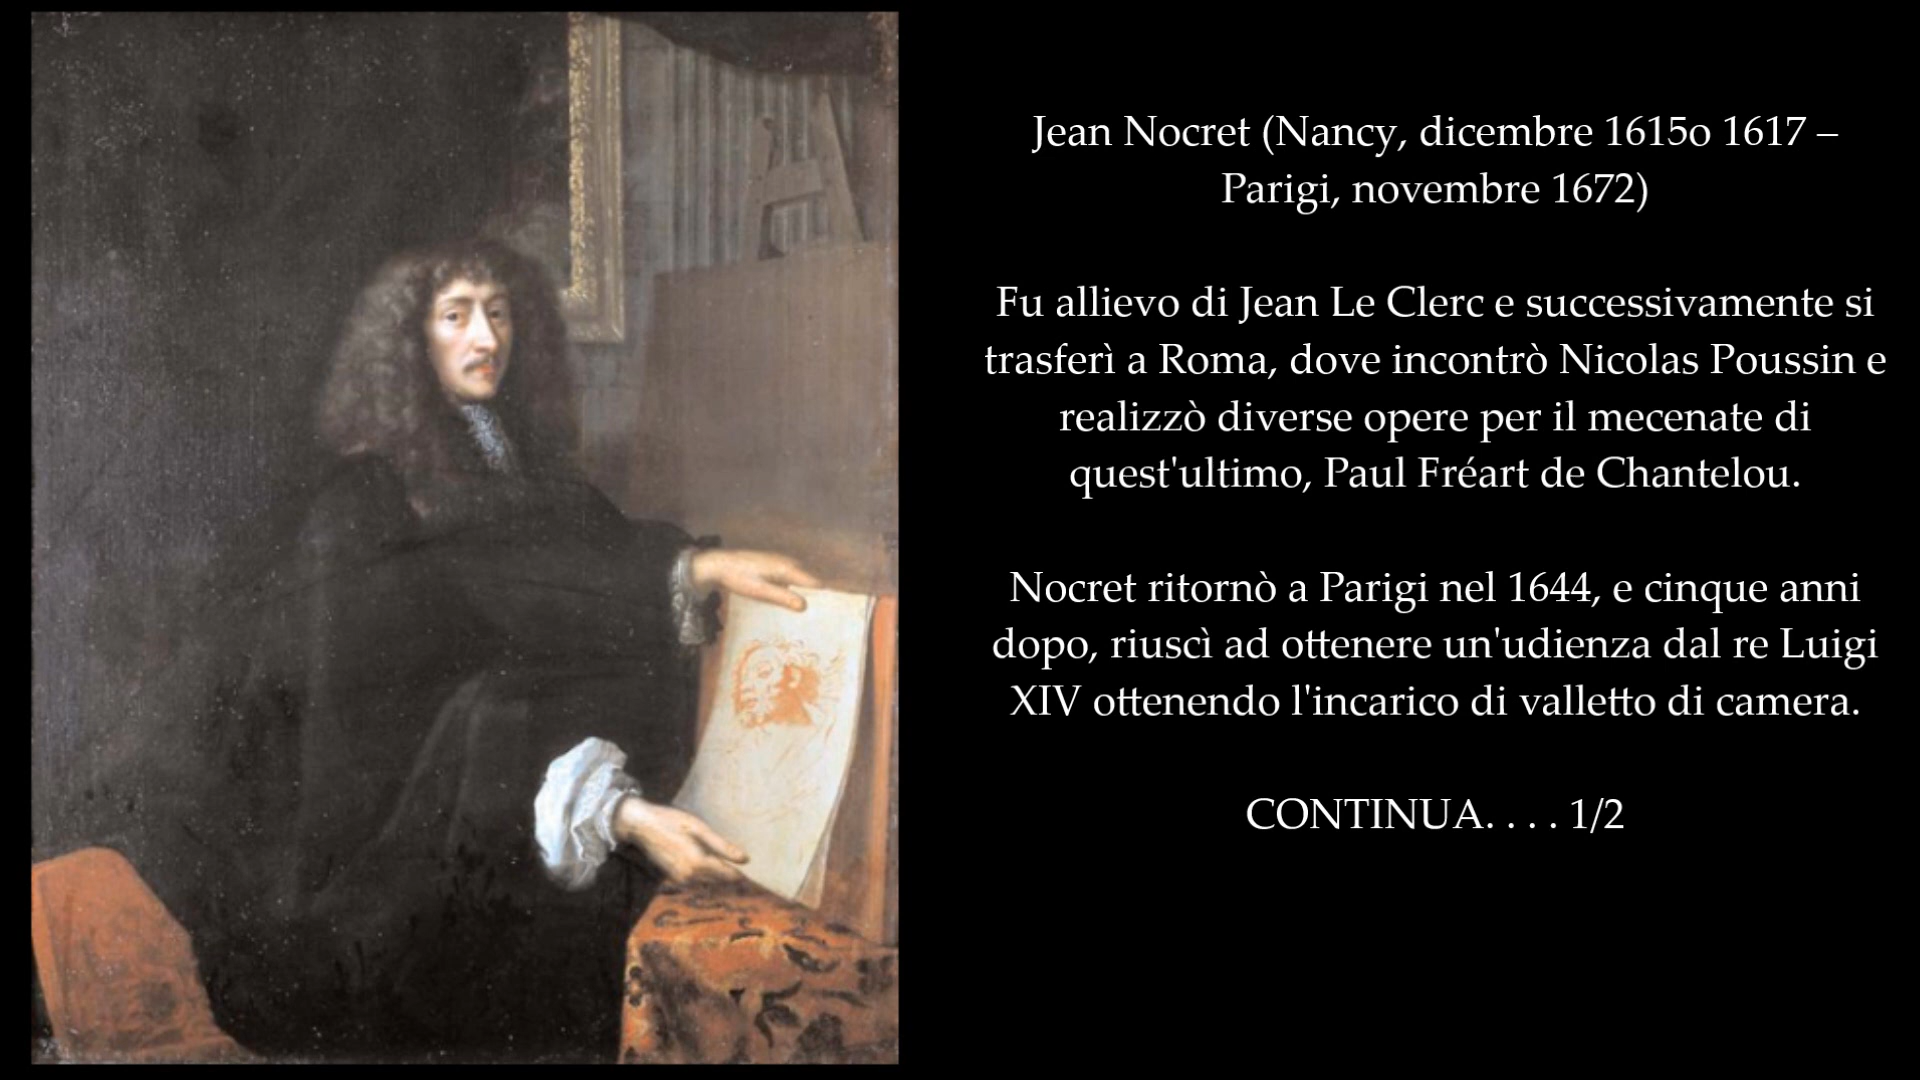 Jean Nocret (Nancy, dicembre 1615o 1617 –
Parigi, novembre 1672)
Fu allievo di Jean Le Clerc e successivamente si
trasferì a Roma, dove incontrò Nicolas Poussin e
realizzò diverse opere per il mecenate di
quest'ultimo, Paul Fréart de Chantelou.
Nocret ritornò a Parigi nel 1644, e cinque anni
dopo, riuscì ad ottenere un'udienza dal re Luigi
XIV ottenendo l'incarico di valletto di camera.
CONTINUA. . . . 1/2